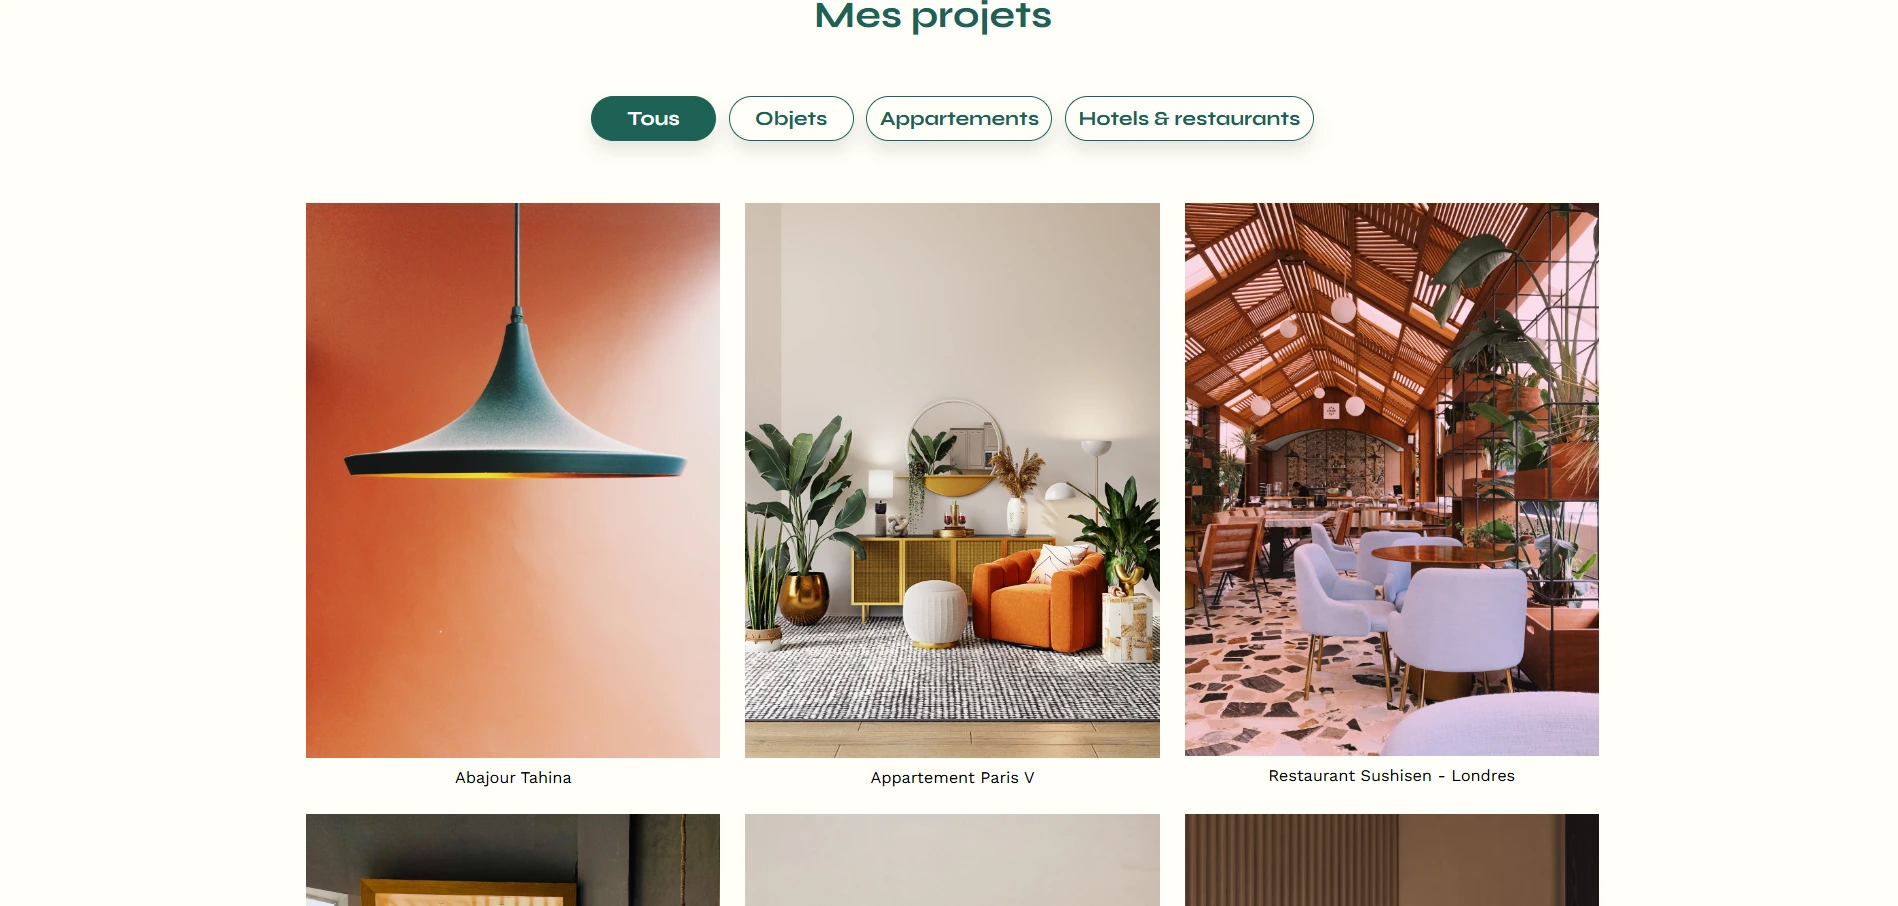 Mes projets
Tous
Objets
Appartements
Hotels & restaurants
Abajour Tahina
Appartement Paris V
Restaurant Sushisen - Londres